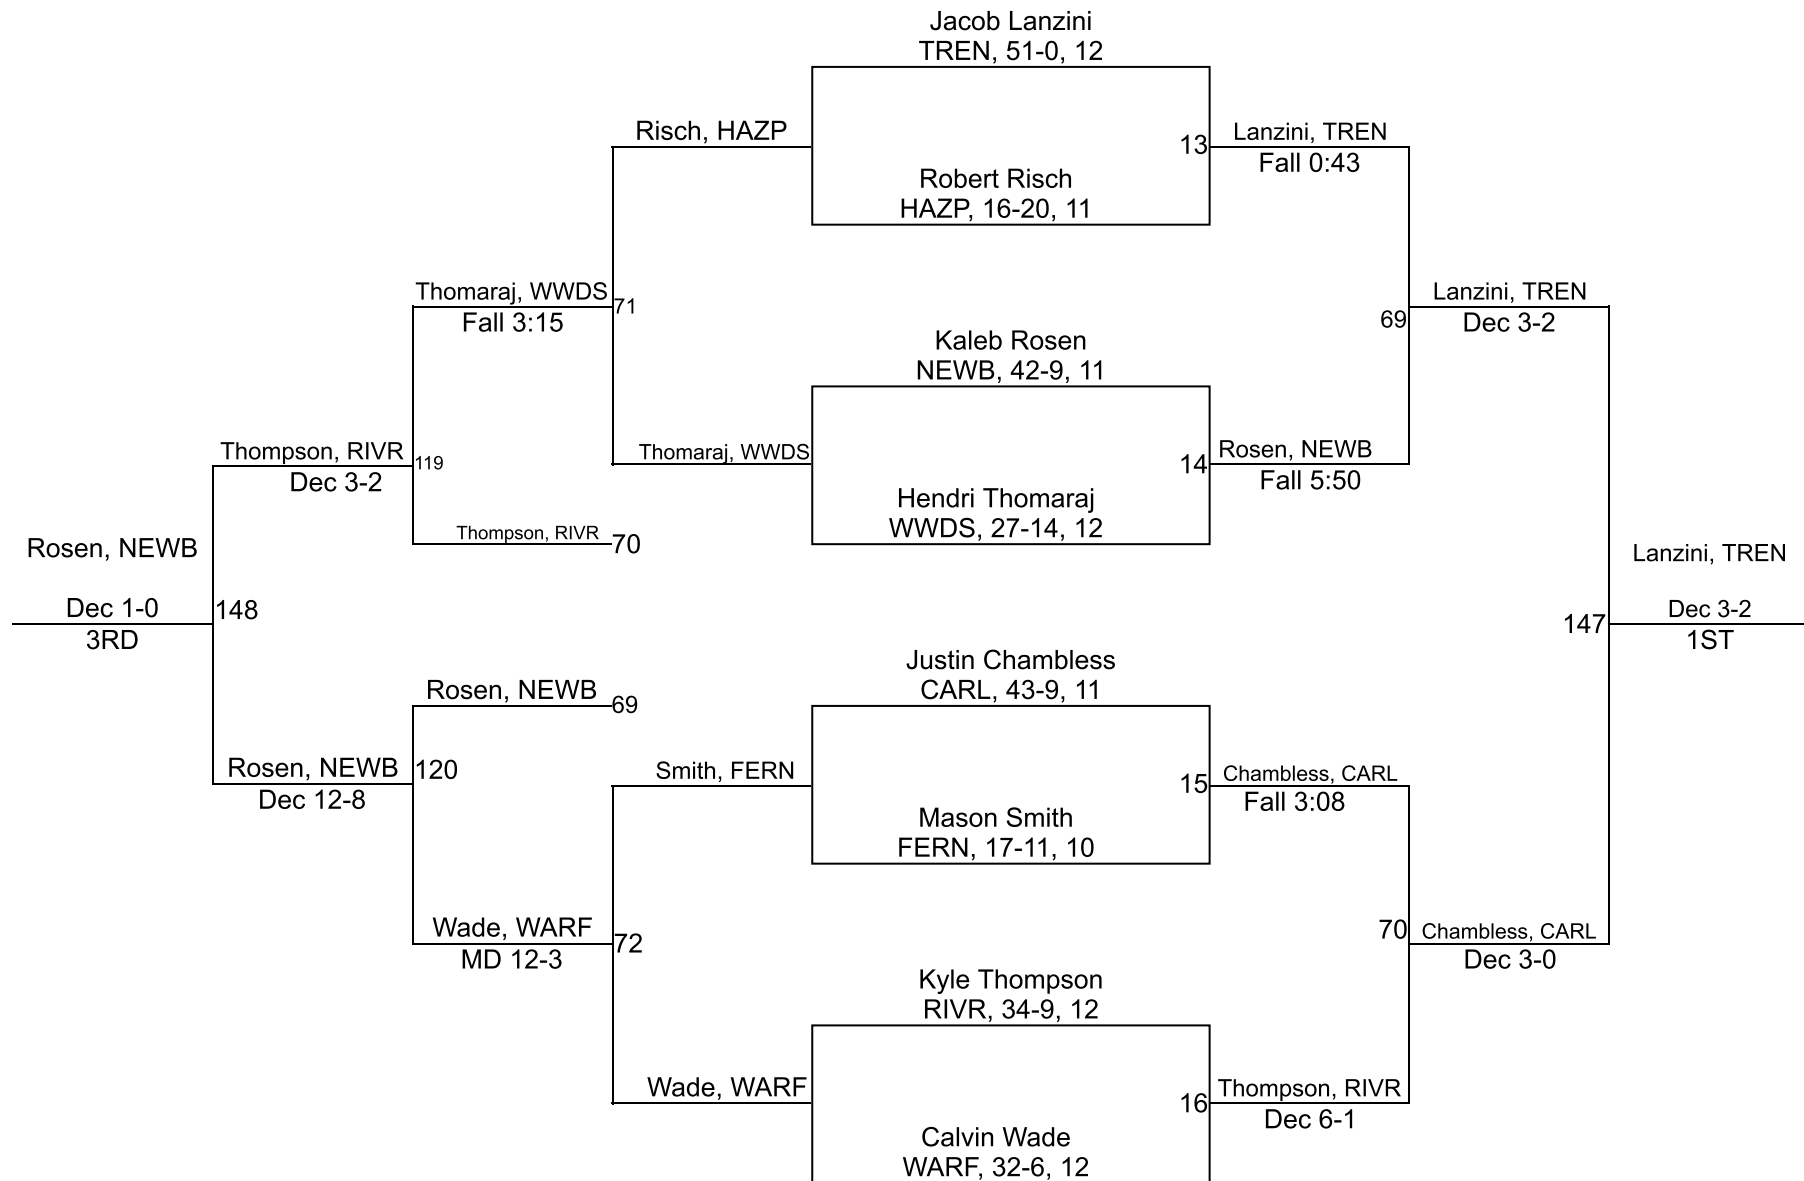 Jacob Lanzini
TREN, 51-0, 12
Risch, HAZP
13
Lanzini, TREN
Fall 0:43
Robert Risch
HAZP, 16-20, 11
Thomaraj, WWDS
Fall 3:15
71
Lanzini, TREN
Dec 3-2
69
Kaleb Rosen
NEWB, 42-9, 11
Thompson, RIVR
Dec 3-2
119
Thomaraj, WWDS
14
Rosen, NEWB
Fall 5:50
Hendri Thomaraj
WWDS, 27-14, 12
Thompson, RIVR
70
Rosen, NEWB
Dec 1-0
3RD
148
Lanzini, TREN
147
Dec 3-2
1ST
Justin Chambless
CARL, 43-9, 11
Rosen, NEWB
69
Rosen, NEWB
Dec 12-8
120
Smith, FERN
15
Chambless, CARL
Fall 3:08
Mason Smith
FERN, 17-11, 10
Wade, WARF
MD 12-3
72
70
Chambless, CARL
Dec 3-0
Kyle Thompson
RIVR, 34-9, 12
Wade, WARF
16
Thompson, RIVR
Dec 6-1
Calvin Wade
WARF, 32-6, 12